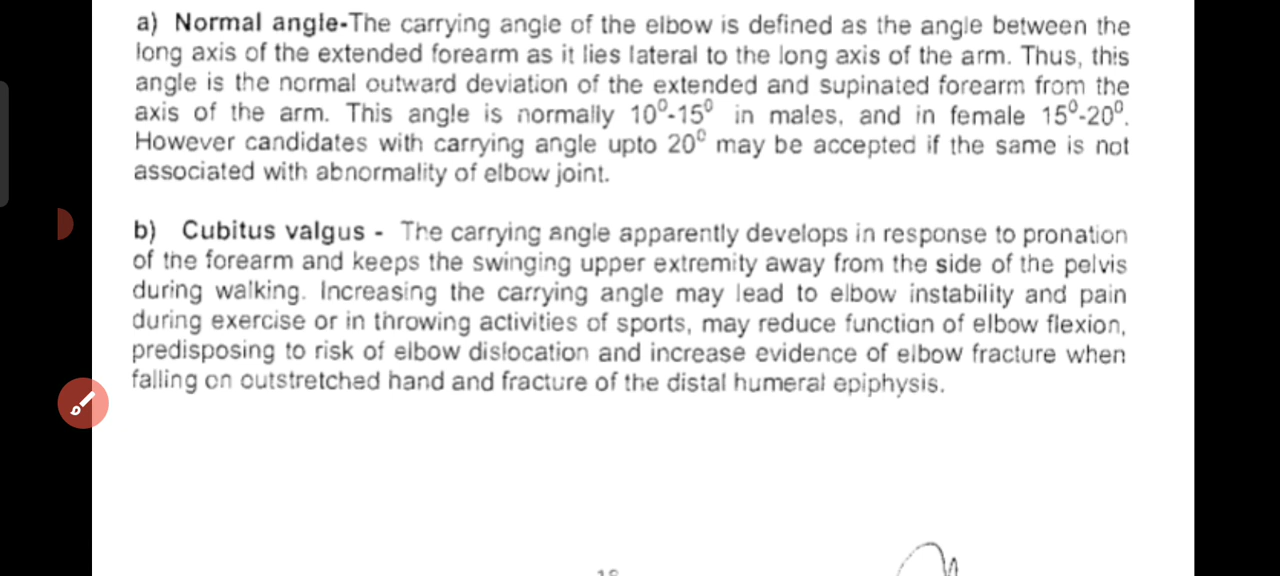 a) Normal angle-The carrying angle of the elbow is defined as the angle between the
long axis of the extended forearm as it lies lateral to the long axis of the arm. Thus, this
angle is the normal outward deviation of the extended and supinated forearm from the
axis of the arm. This angle is normally 10⁰-15⁰ in males, and in female 15⁰-20⁰.
However candidates with carrying angle upto 20⁰ may be accepted if the same is not
associated with abnormality of elbow joint.
b) Cubitus valgus - The carrying angle apparently develops in response to pronation
of the forearm and keeps the swinging upper extremity away from the side of the pelvis
during walking. Increasing the carrying angle may lead to elbow instability and pain
during exercise or in throwing activities of sports, may reduce function of elbow flexion,
predisposing to risk of elbow dislocation and increase evidence of elbow fracture when
falling on outstretched hand and fracture of the distal humeral epiphysis.